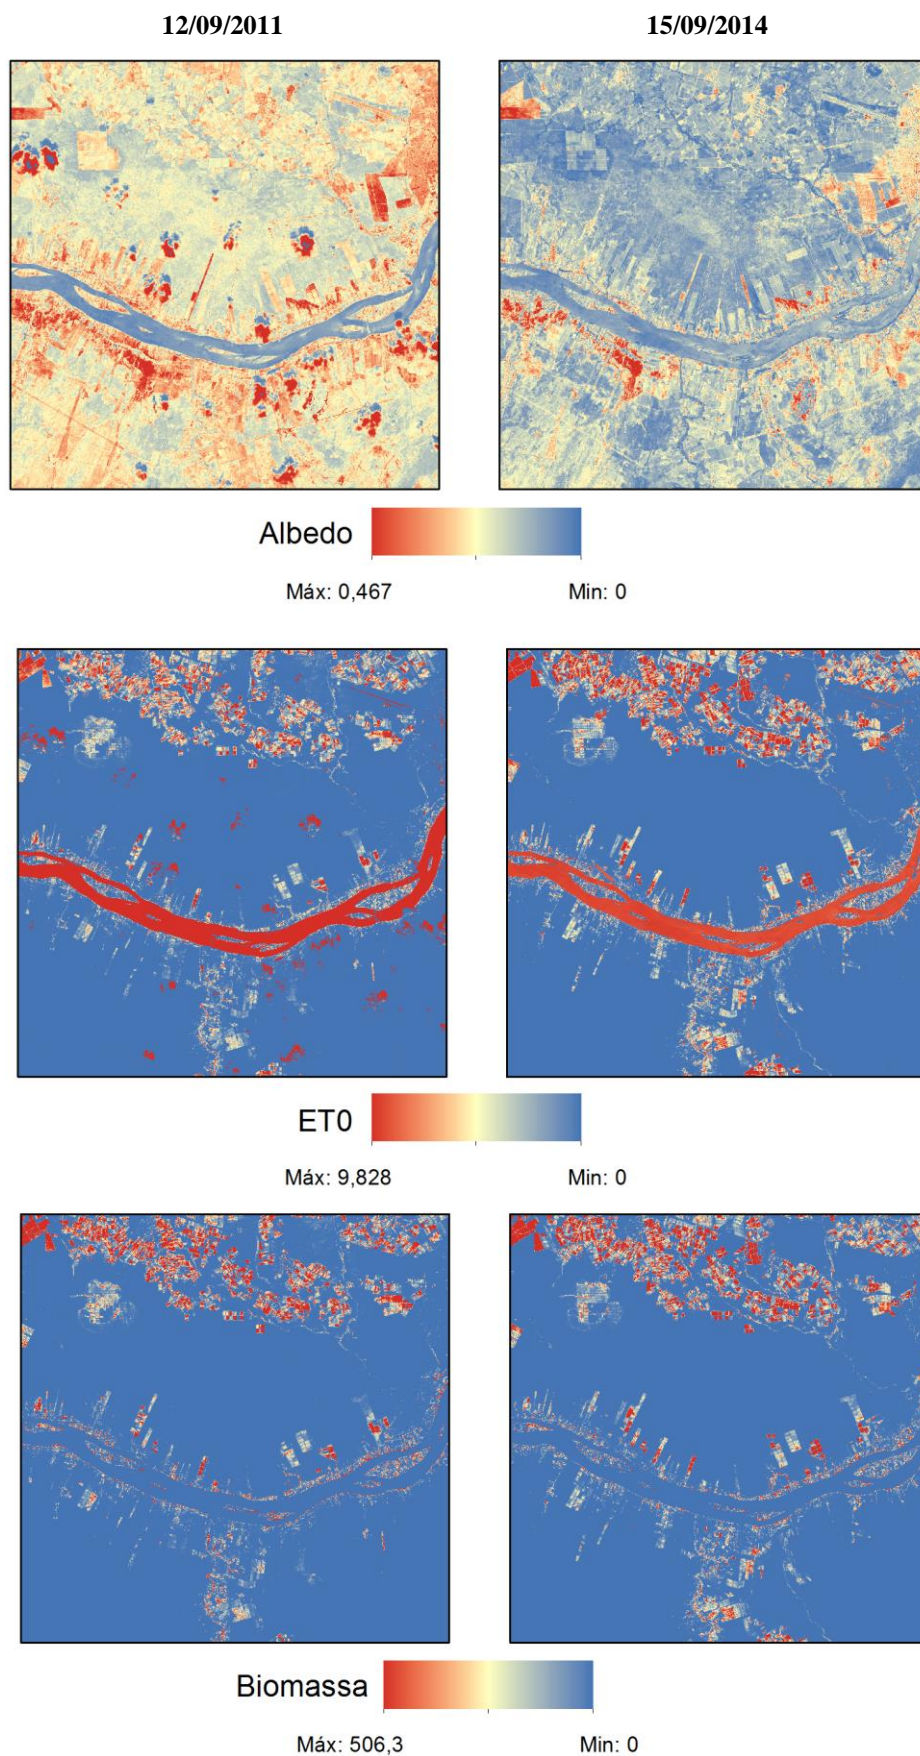 12/09/2011 15/09/2014
Albedo
Máx: 0,467 Min: 0
ET0
Máx: 9,828 Min: 0
Biomassa
Máx: 506,3 Min: 0